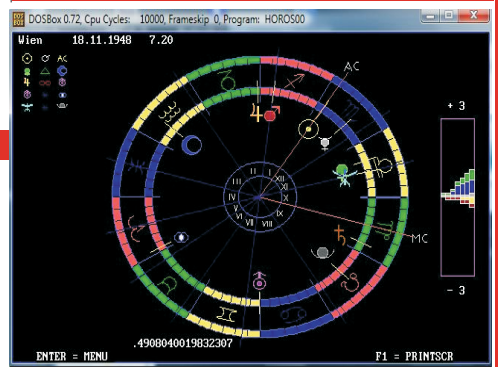 DOSBox 0.72, Cpu Cycles: 10000, Frameskip 0, Program: HOROS00
Wien 18.11.1948 7.20
AC
AC
+ 3
II I XII
III XI
IV X
V IX
VI VII VIII
MC
- 3
.4908040019832307
ENTER = MENU F1 = PRINTSCR